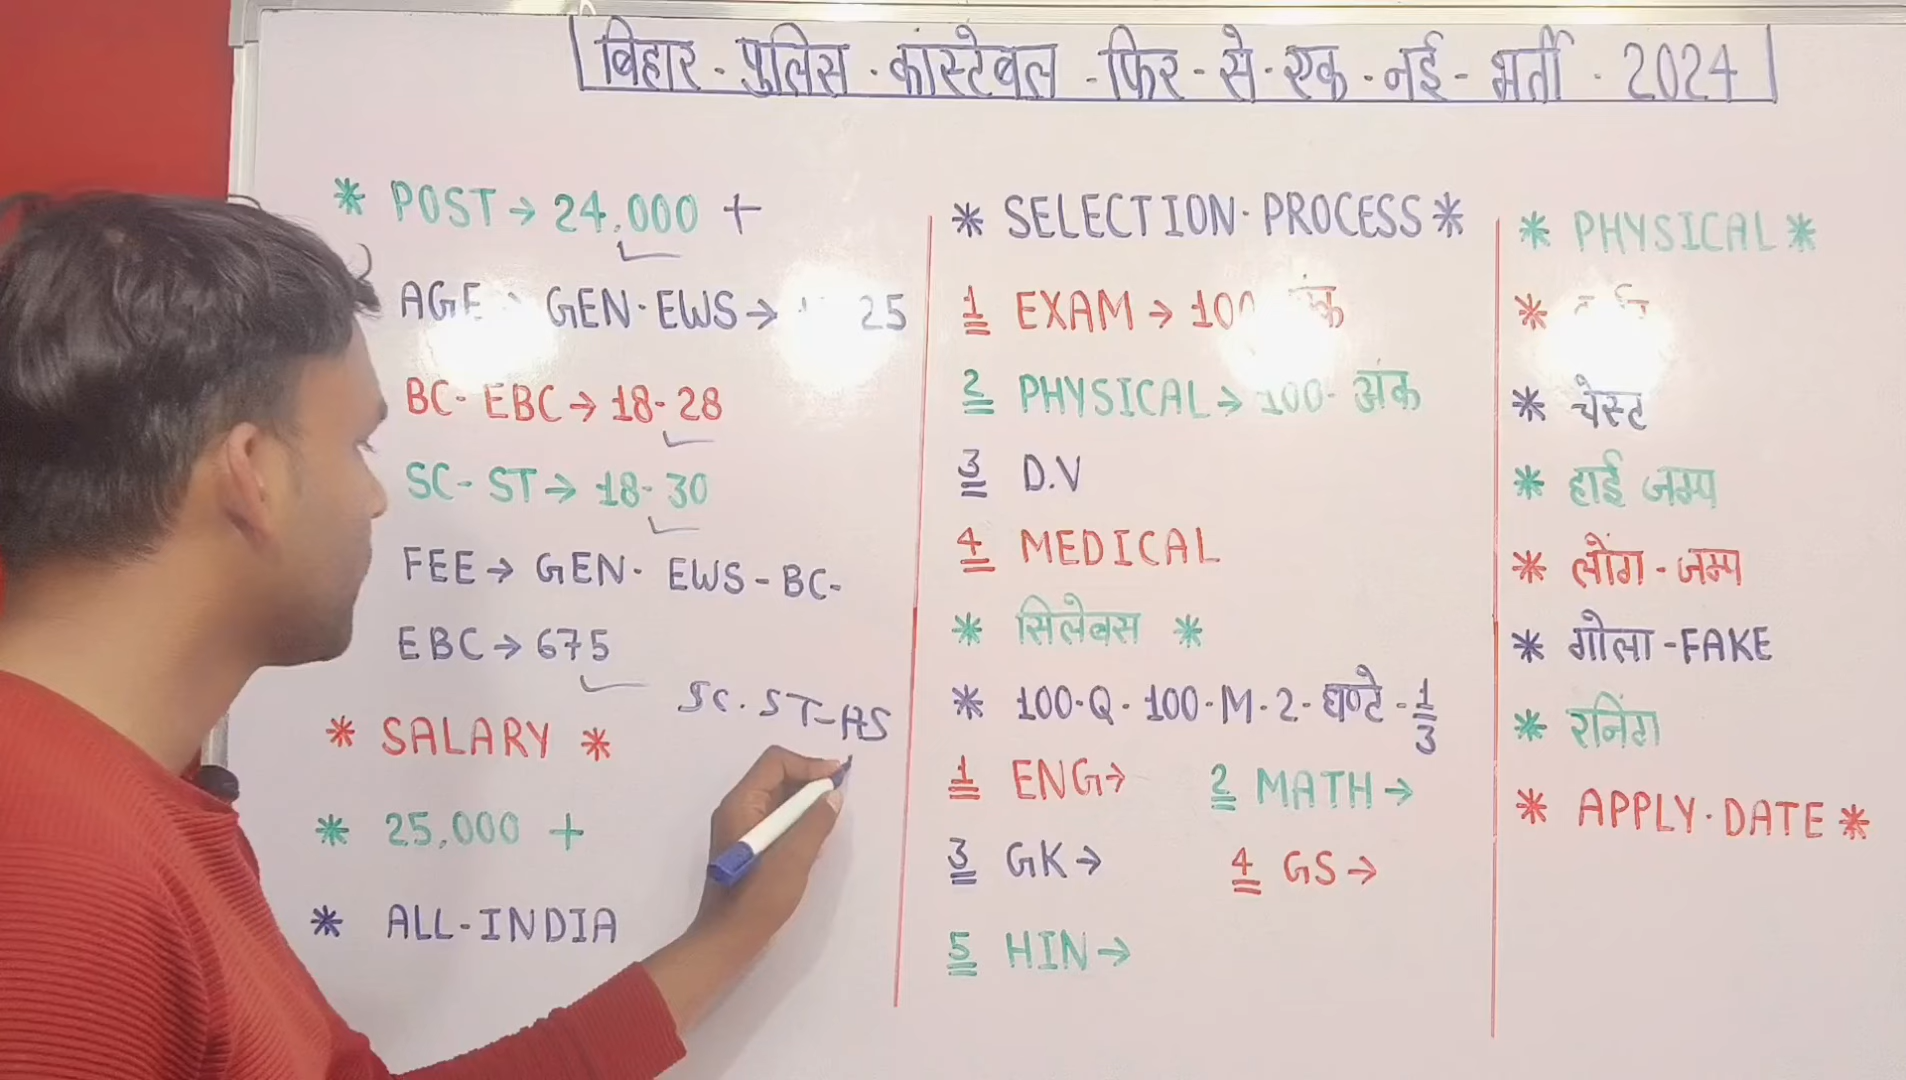 बिहार - पुलिस . कांस्टेबल - फिर - से . एक . नई - भर्ती . 2024
* POST → 24,000 +
AGE GEN . EWS → 25
BC - EBC → 18 - 28
SC - ST → 18 - 30
FEE → GEN . EWS - BC -
EBC → 675
SC . ST -
* SALARY *
* 25,000 +
* ALL - INDIA
* SELECTION . PROCESS *
1 EXAM → 100
2 PHYSICAL → 100 - अंक
3 D.V
4 MEDICAL
* सिलेबस *
* 100 . Q . 100 . M . 2 - घण्टे - 1/3
1 ENG → 2 MATH →
3 GK → 4 GS →
5 HIN →
* PHYSICAL *
*
* चेस्ट
* हाई जम्प
* लोंग - जम्प
* गोला - FAKE
* रनिंग
* APPLY . DATE *